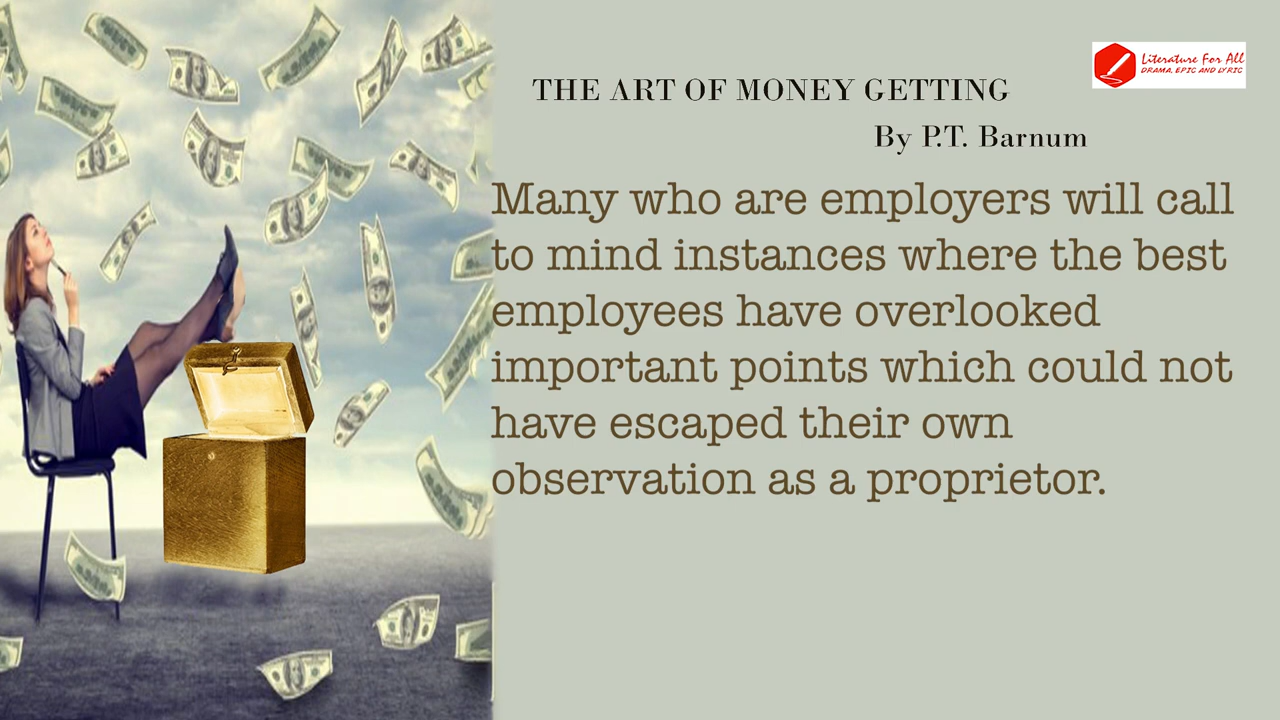 Literature For All
DRAMA, EPIC AND LYRIC
THE ART OF MONEY GETTING
By P.T. Barnum
Many who are employers will call
to mind instances where the best
employees have overlooked
important points which could not
have escaped their own
observation as a proprietor.